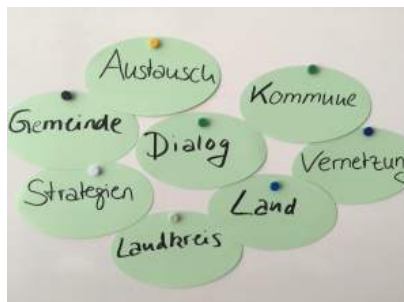 Austausch
Kommune
Gemeinde
Dialog
Vernetzung
Strategien
Land
Landkreis